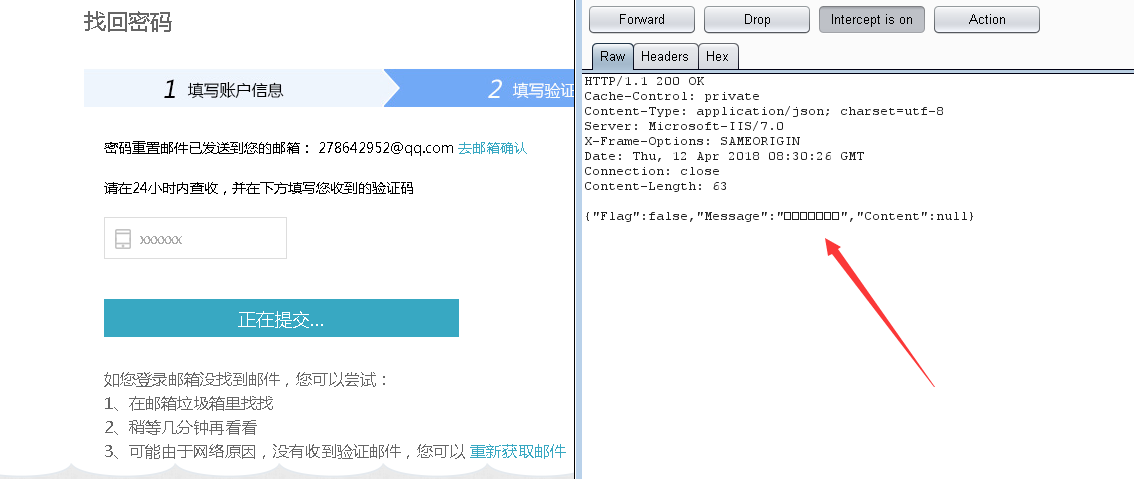 找回密码
1 填写账户信息
2 填写验证
密码重置邮件已发送到您的邮箱： 278642952@qq.com 去邮箱确认
请在24小时内查收，并在下方填写您收到的验证码
xxxxxx
正在提交...
如您登录邮箱没找到邮件，您可以尝试：
1、在邮箱垃圾箱里找找
2、稍等几分钟再看看
3、可能由于网络原因，没有收到验证邮件，您可以 重新获取邮件
Forward Drop Intercept is on Action
Raw Headers Hex
HTTP/1.1 200 OK
Cache-Control: private
Content-Type: application/json; charset=utf-8
Server: Microsoft-IIS/7.0
X-Frame-Options: SAMEORIGIN
Date: Thu, 12 Apr 2018 08:30:26 GMT
Connection: close
Content-Length: 63
{"Flag":false,"Message":"□□□□□□□","Content":null}